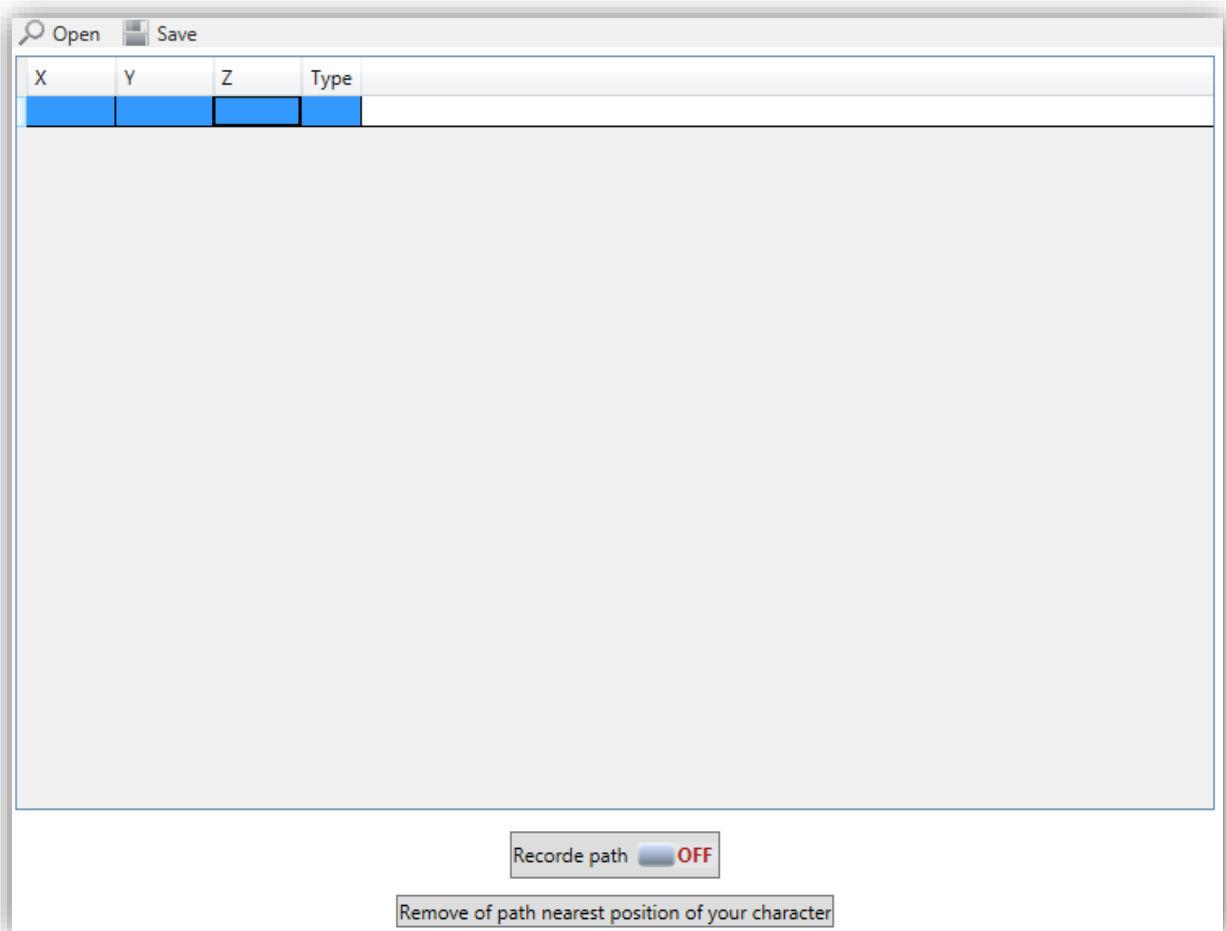 Open Save
X Y Z Type
Recorde path OFF
Remove of path nearest position of your character